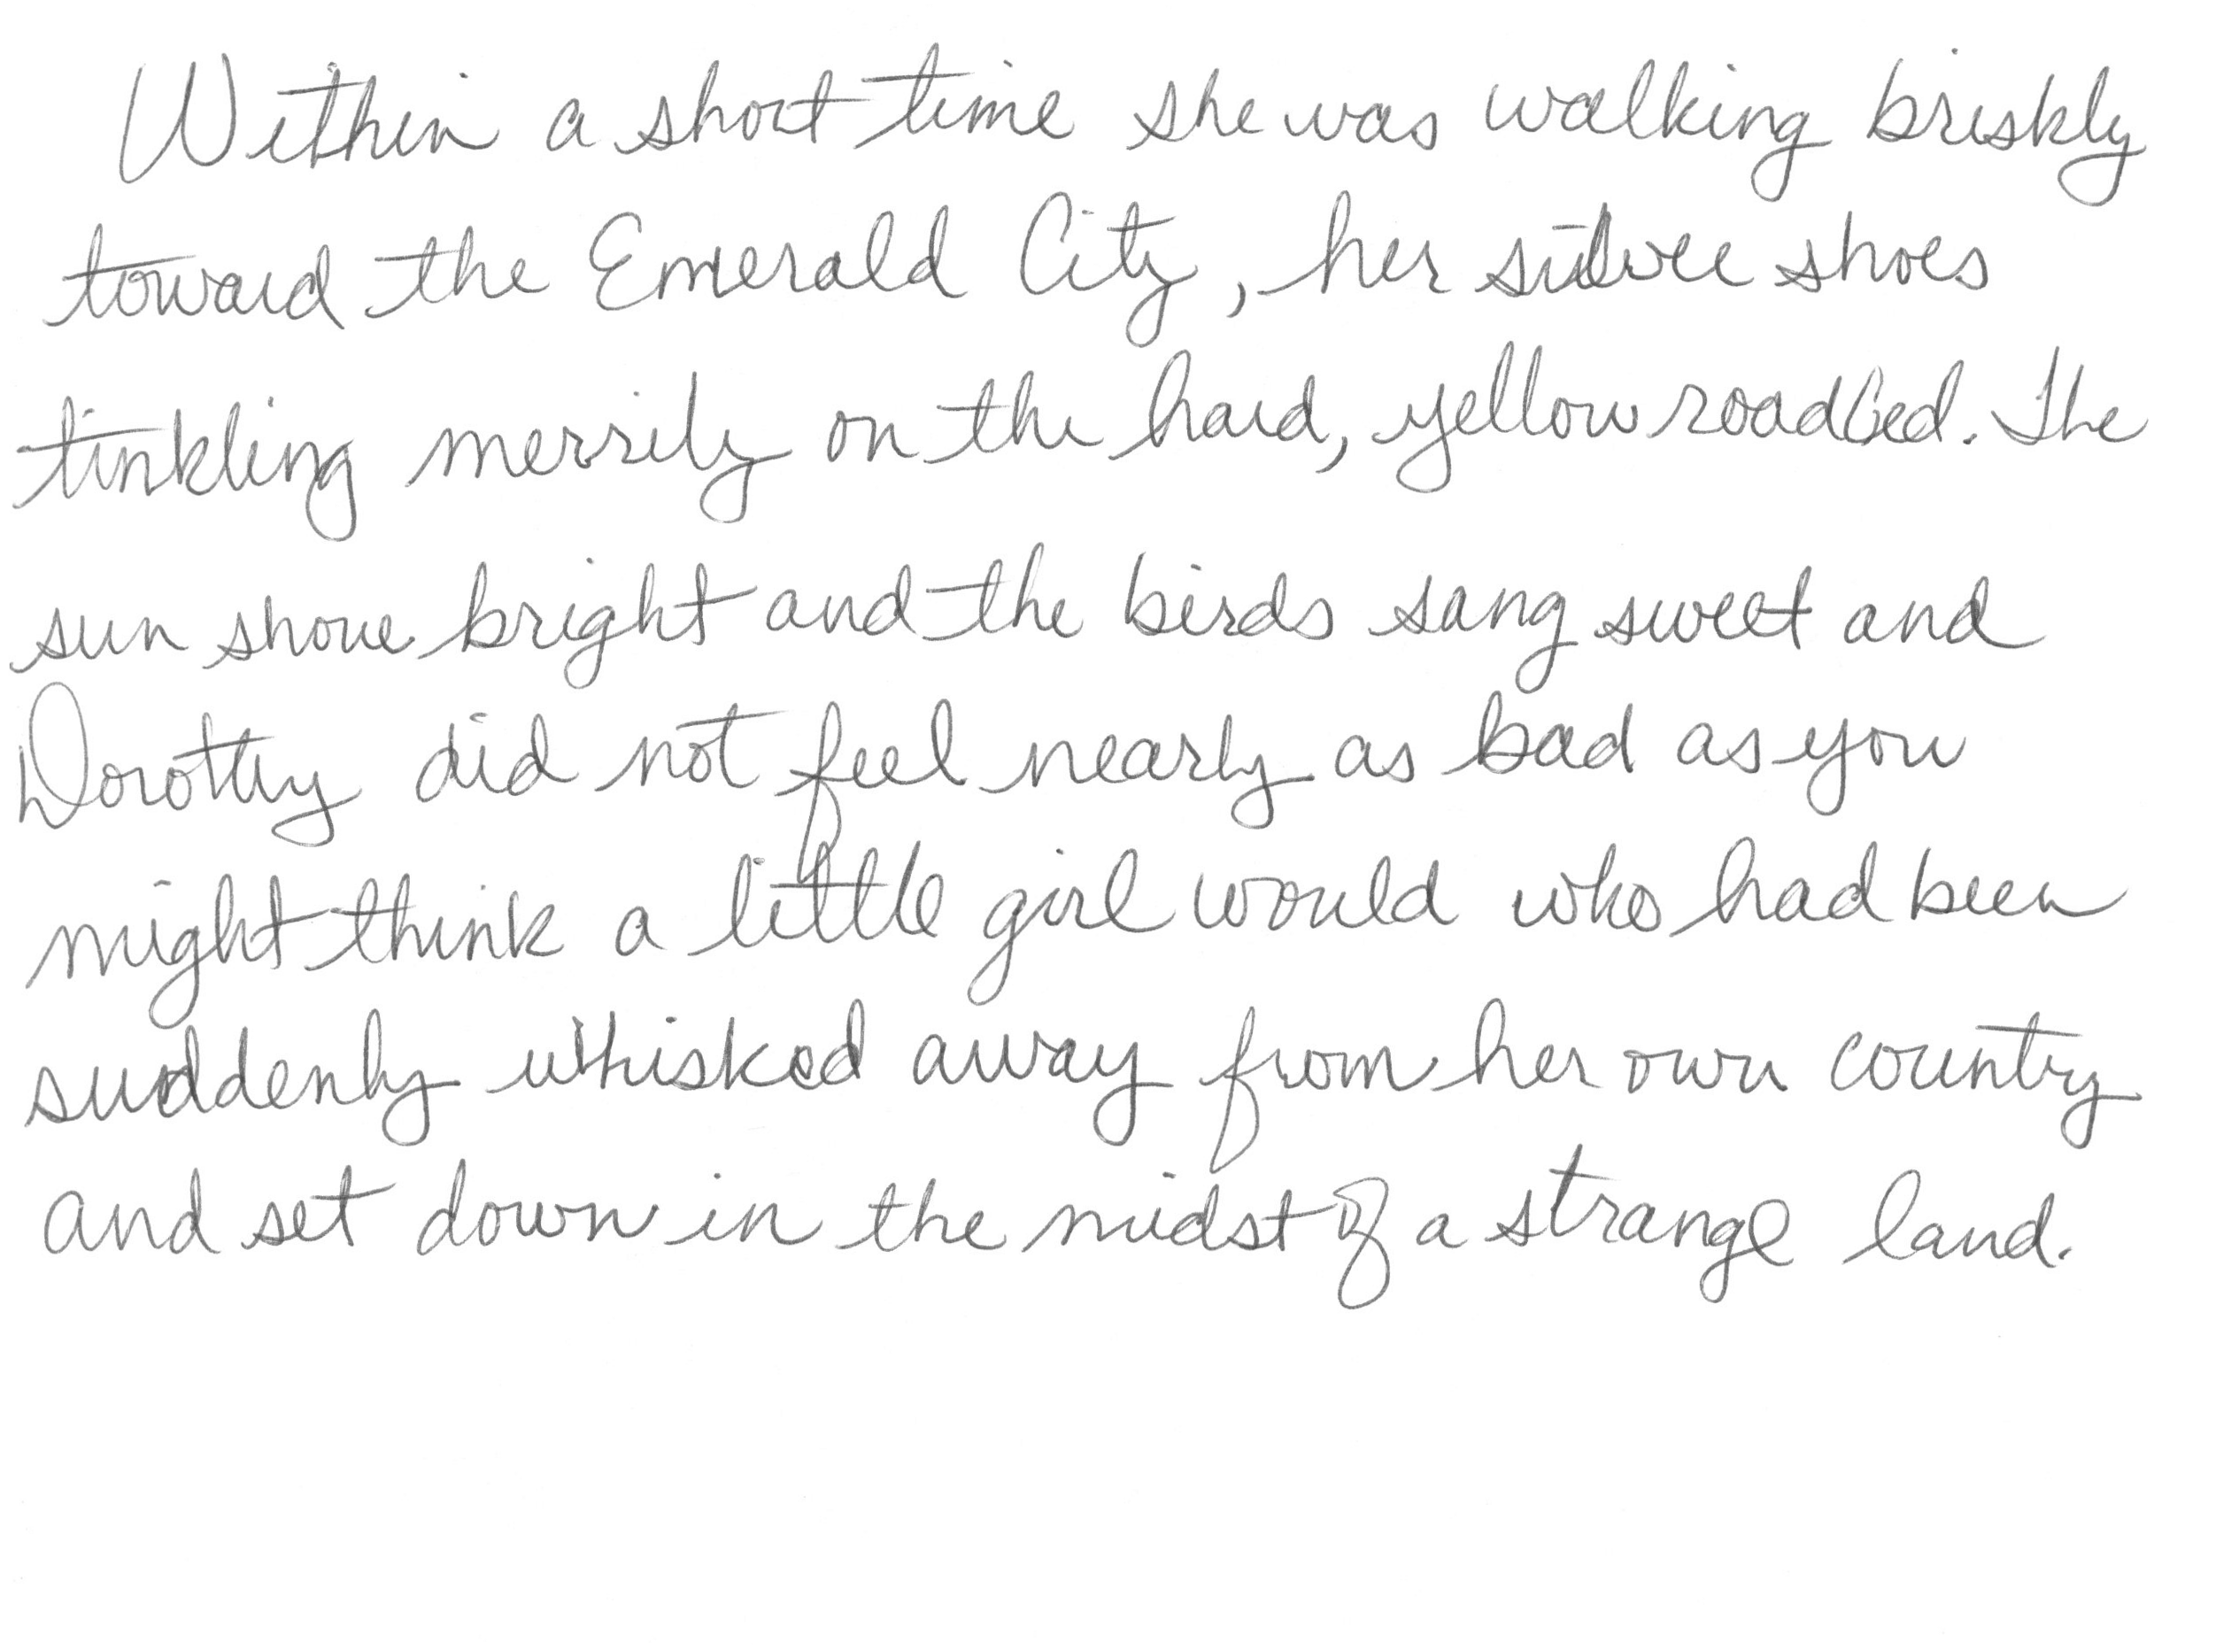 Within a short time she was walking briskly
toward the Emerald City, her silver shoes
tinkling merrily on the hard, yellow roadbed. The
sun shone bright and the birds sang sweet and
Dorothy did not feel nearly as bad as you
might think a little girl would who had been
suddenly whisked away from her own country
and set down in the midst of a strange land.